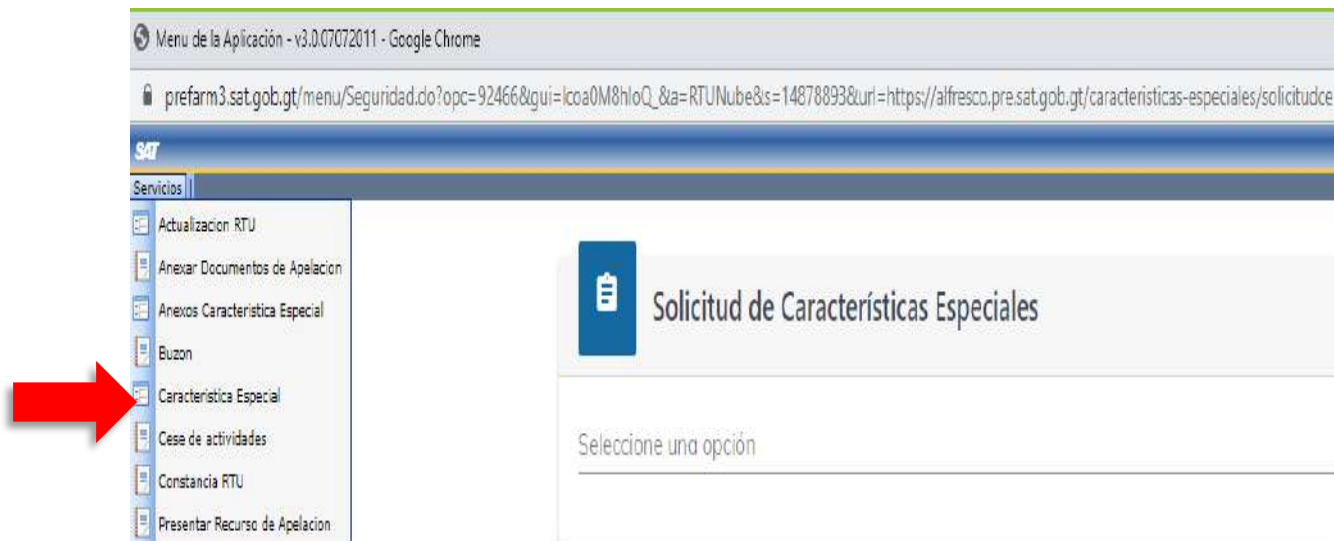 Menu de la Aplicación - v3.0.07072011 - Google Chrome
prefarm3.sat.gob.gt/menu/Seguridad.do?opc=92466&gui=Icoa0M8hIoQ_&a=RTUNube&s=14878893&url=https://alfresco.pre.sat.gob.gt/caracteristicas-especiales/solicitudce
SAT
Servicios
Actualizacion RTU
Anexar Documentos de Apelacion
Anexos Caracteristica Especial
Buzon
Caracteristica Especial
Cese de actividades
Constancia RTU
Presentar Recurso de Apelacion
Solicitud de Características Especiales
Seleccione una opción